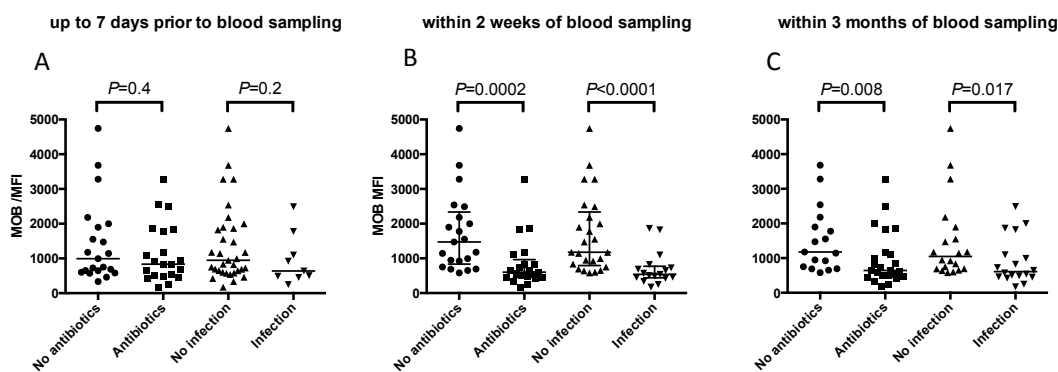 up to 7 days prior to blood sampling
within 2 weeks of blood sampling
within 3 months of blood sampling
A
B
C
P=0.4
P=0.2
P=0.0002
P<0.0001
P=0.008
P=0.017
MOB /MFI
5000
4000
3000
2000
1000
0
No antibiotics
Antibiotics
No infection
Infection
MOB MFI
5000
4000
3000
2000
1000
0
No antibiotics
Antibiotics
No infection
Infection
5000
4000
3000
2000
1000
0
No antibiotics
Antibiotics
No infection
Infection